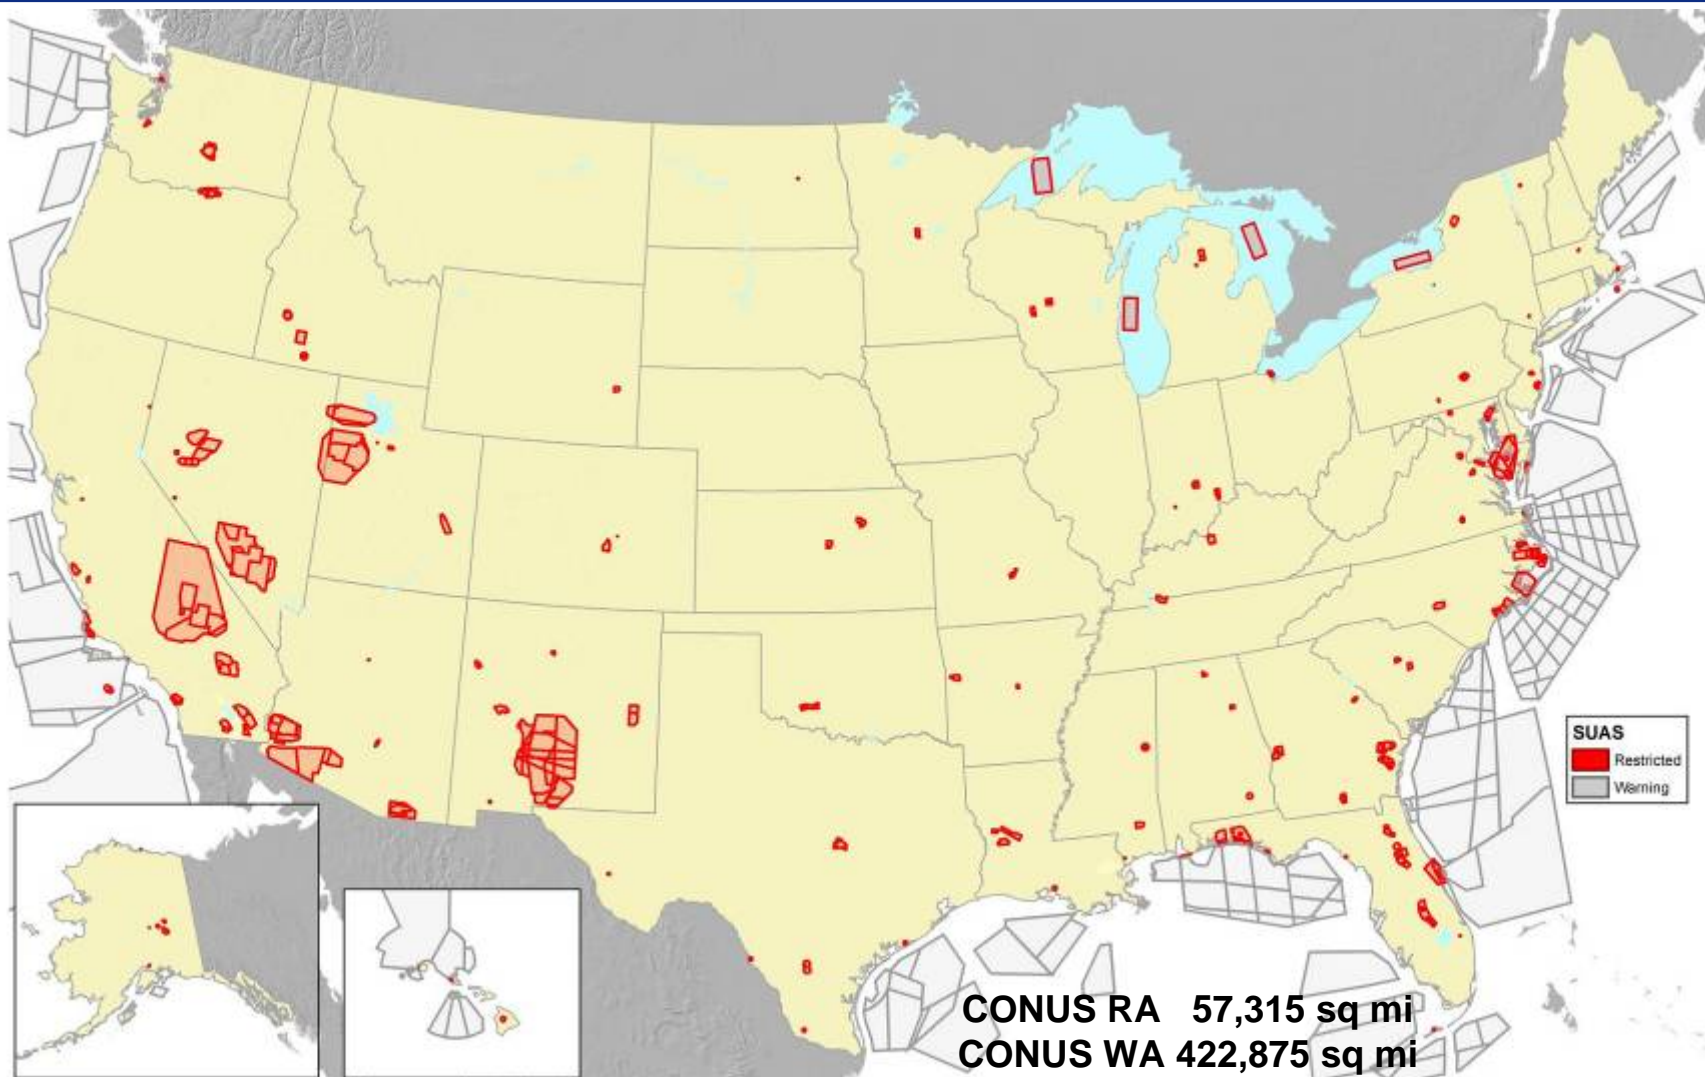 SUAS
Restricted
Warning
CONUS RA 57,315 sq mi
CONUS WA 422,875 sq mi